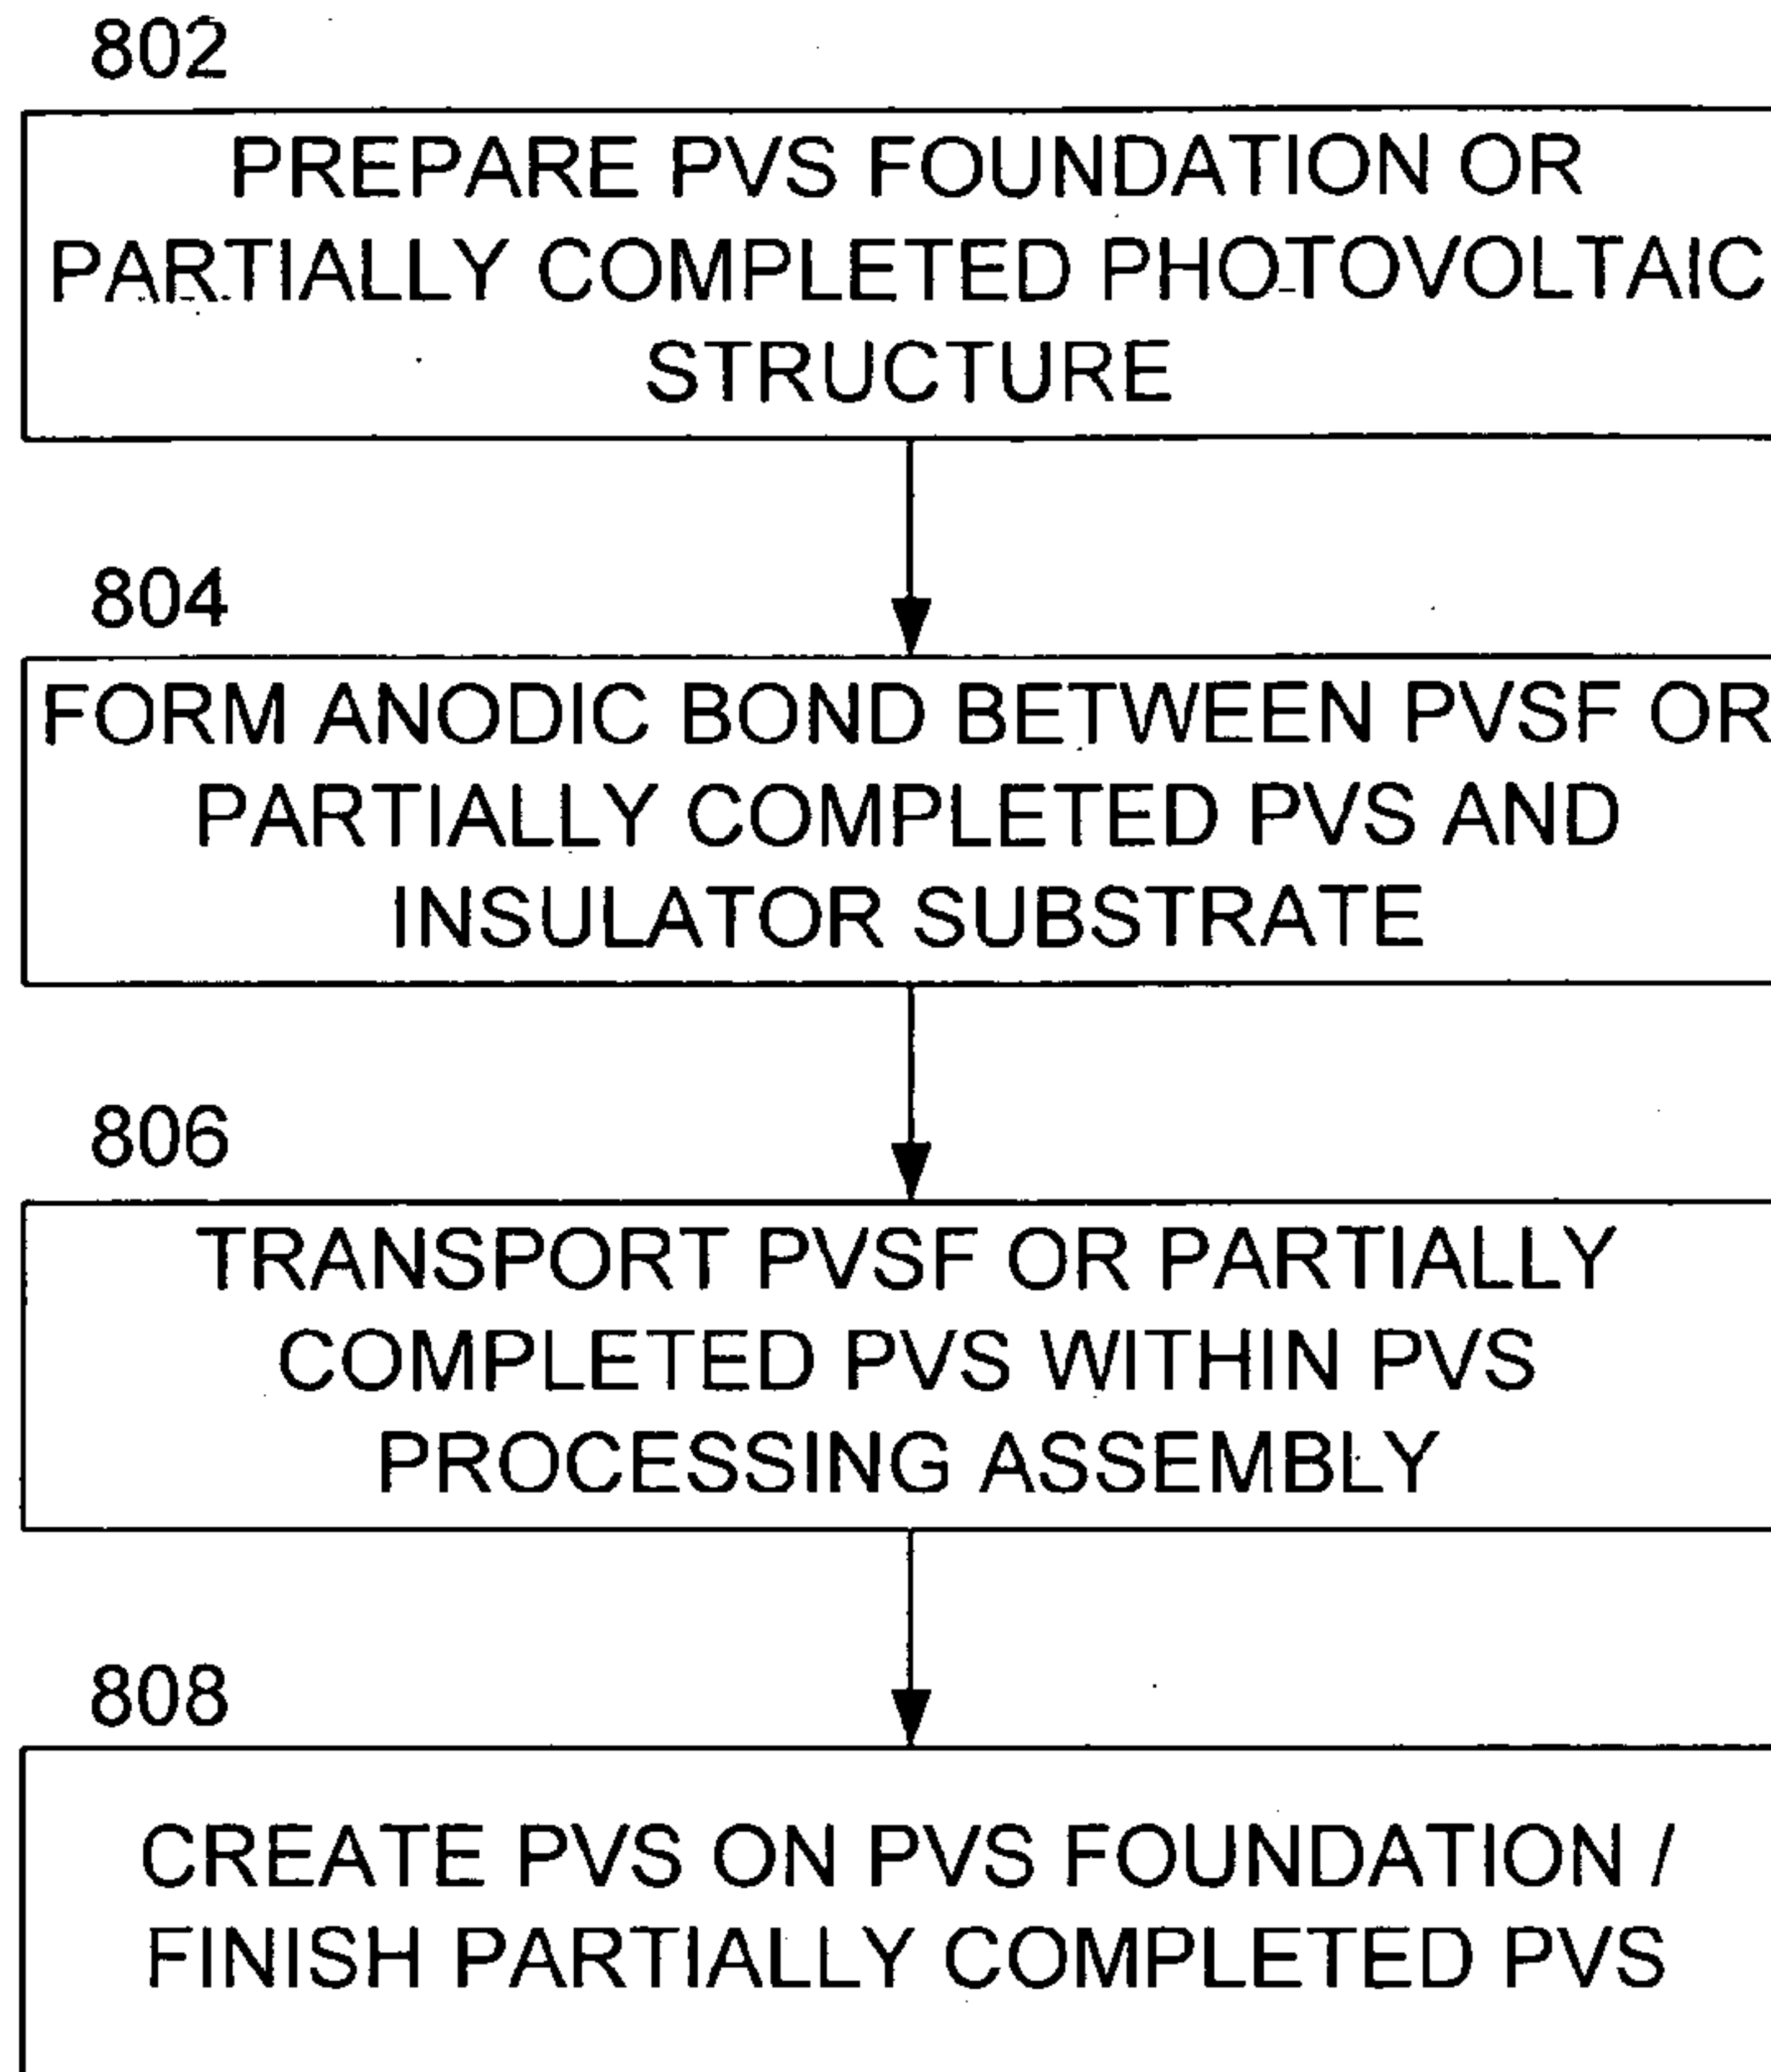 802
PREPARE PVS FOUNDATION OR
PARTIALLY COMPLETED PHOTOVOLTAIC
STRUCTURE
804
FORM ANODIC BOND BETWEEN PVSF OR
PARTIALLY COMPLETED PVS AND
INSULATOR SUBSTRATE
806
TRANSPORT PVSF OR PARTIALLY
COMPLETED PVS WITHIN PVS
PROCESSING ASSEMBLY
808
CREATE PVS ON PVS FOUNDATION /
FINISH PARTIALLY COMPLETED PVS